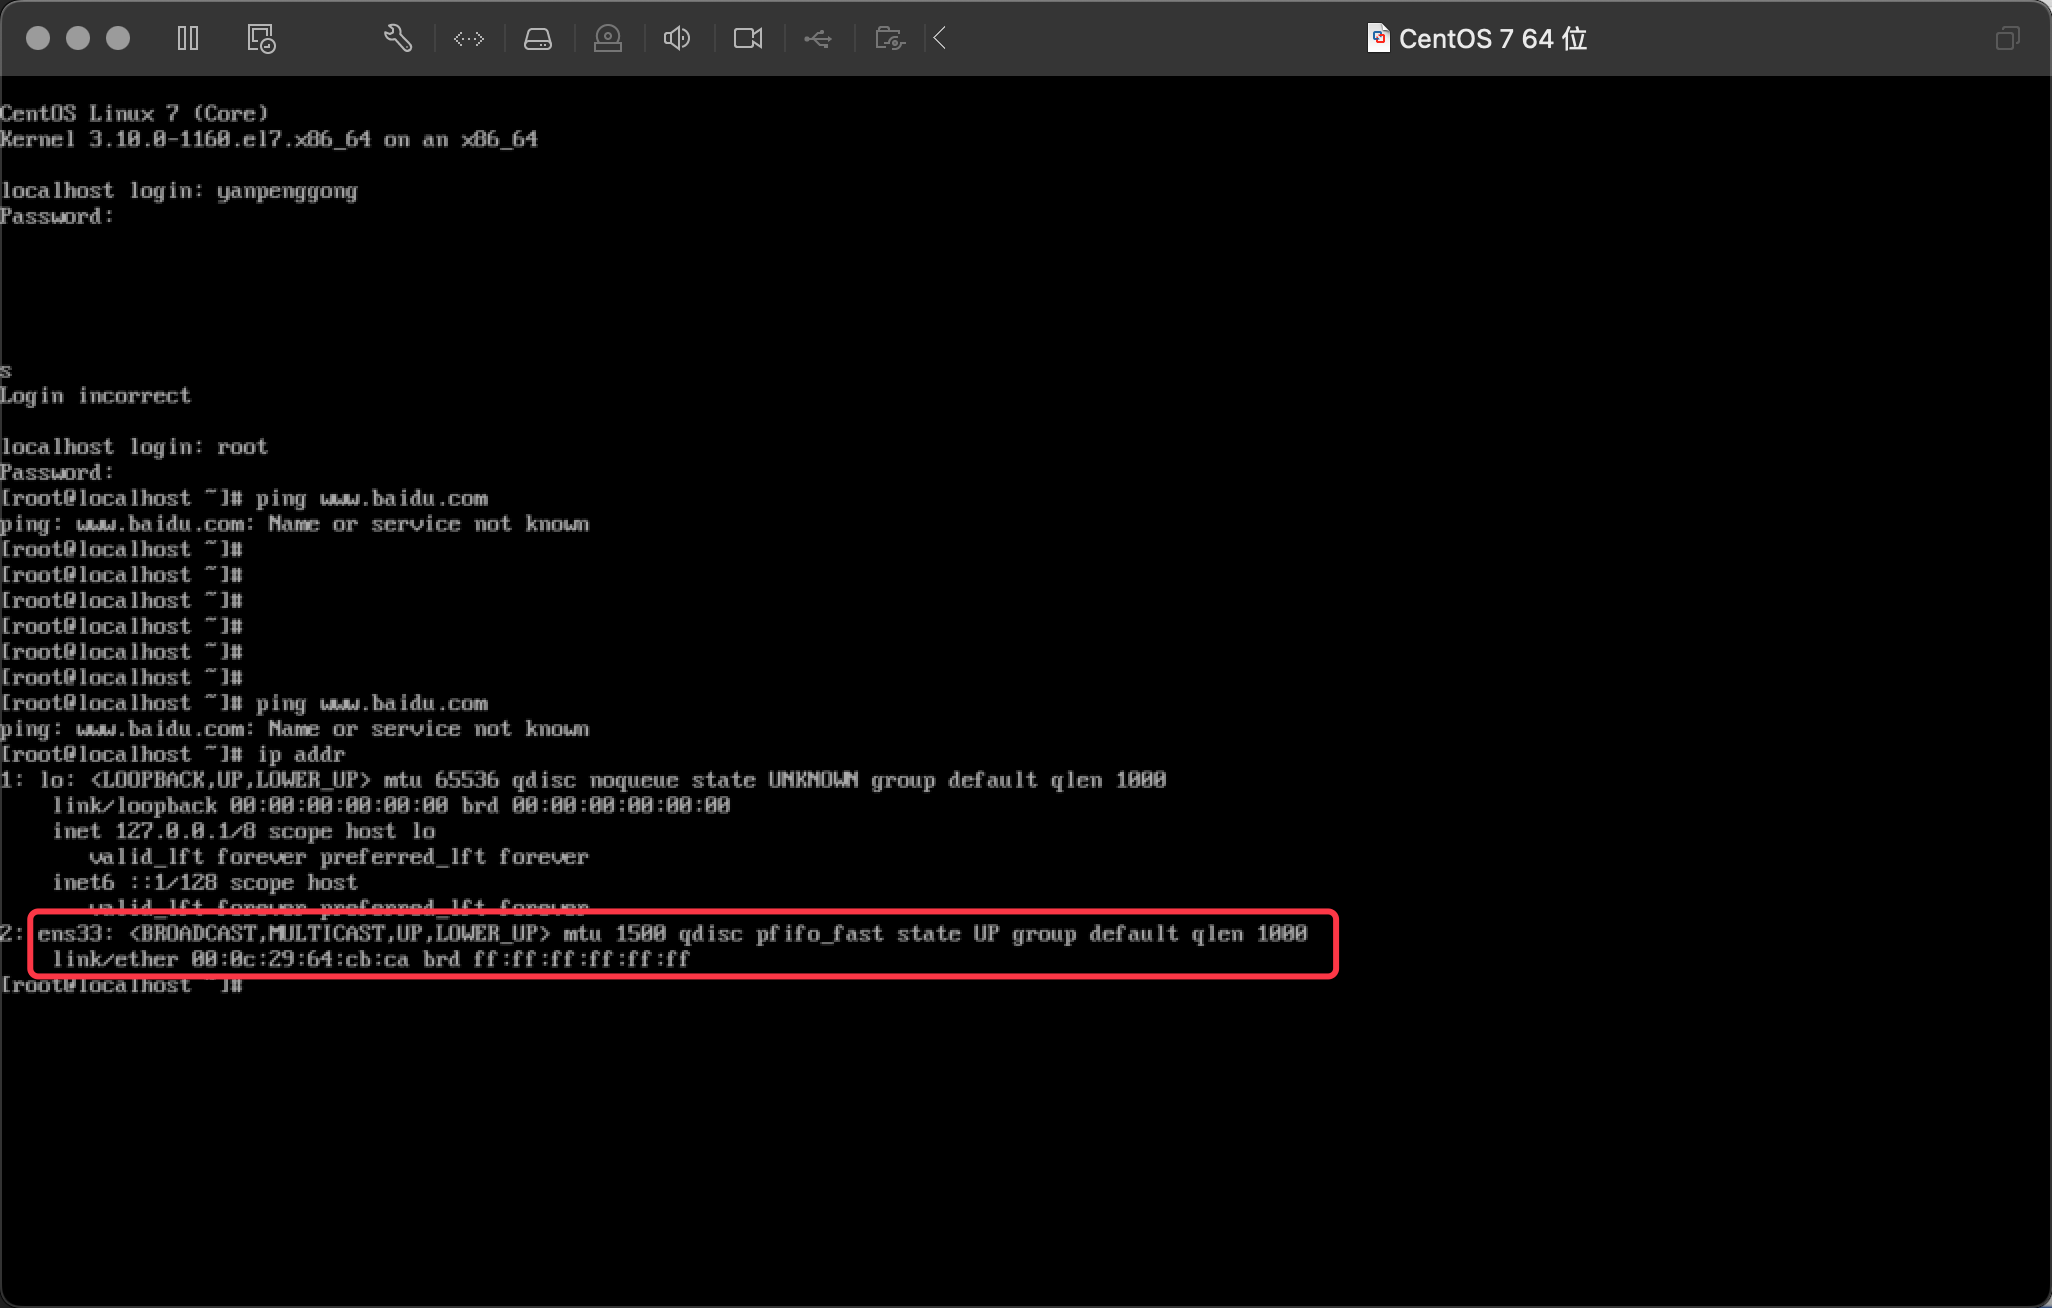 CentOS 7 64 位
CentOS Linux 7 (Core)
Kernel 3.10.0-1160.el7.x86_64 on an x86_64
localhost login: yanpenggong
Password:
s
Login incorrect
localhost login: root
Password:
[root@localhost ~]# ping www.baidu.com
ping: www.baidu.com: Name or service not known
[root@localhost ~]#
[root@localhost ~]#
[root@localhost ~]#
[root@localhost ~]#
[root@localhost ~]#
[root@localhost ~]#
[root@localhost ~]# ping www.baidu.com
ping: www.baidu.com: Name or service not known
[root@localhost ~]# ip addr
1: lo: <LOOPBACK,UP,LOWER_UP> mtu 65536 qdisc noqueue state UNKNOWN group default qlen 1000
link/loopback 00:00:00:00:00:00 brd 00:00:00:00:00:00
inet 127.0.0.1/8 scope host lo
valid_lft forever preferred_lft forever
inet6 ::1/128 scope host
valid_lft forever preferred_lft forever
2: ens33: <BROADCAST,MULTICAST,UP,LOWER_UP> mtu 1500 qdisc pfifo_fast state UP group default qlen 1000
link/ether 00:0c:29:64:cb:ca brd ff:ff:ff:ff:ff:ff
[root@localhost ~]#